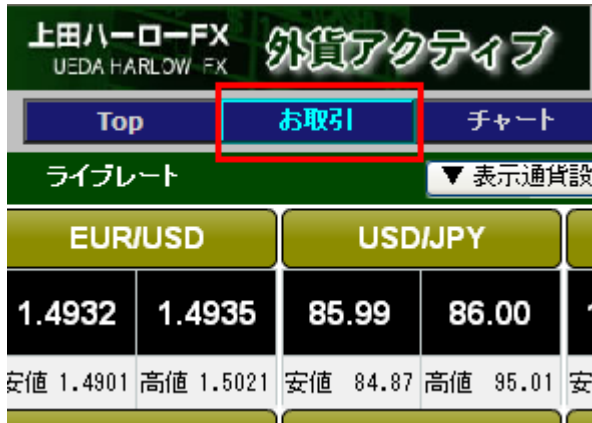 上田ハーローFX 外貨アクティブ
UEDA HARLOW FX
Top お取引 チャート
ライブレート ▼ 表示通貨設
EUR/USD USD/JPY
1.4932 1.4935 85.99 86.00
安値 1.4901 高値 1.5021 安値 84.87 高値 95.01 安